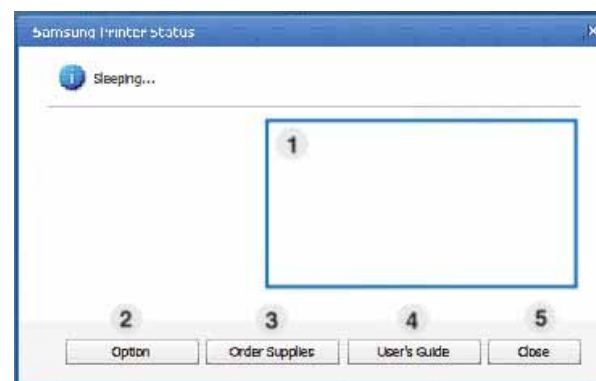 Samsung Printer Status
Sleeping...
1
2 3 4 5
Option Order Supplies User's Guide Close